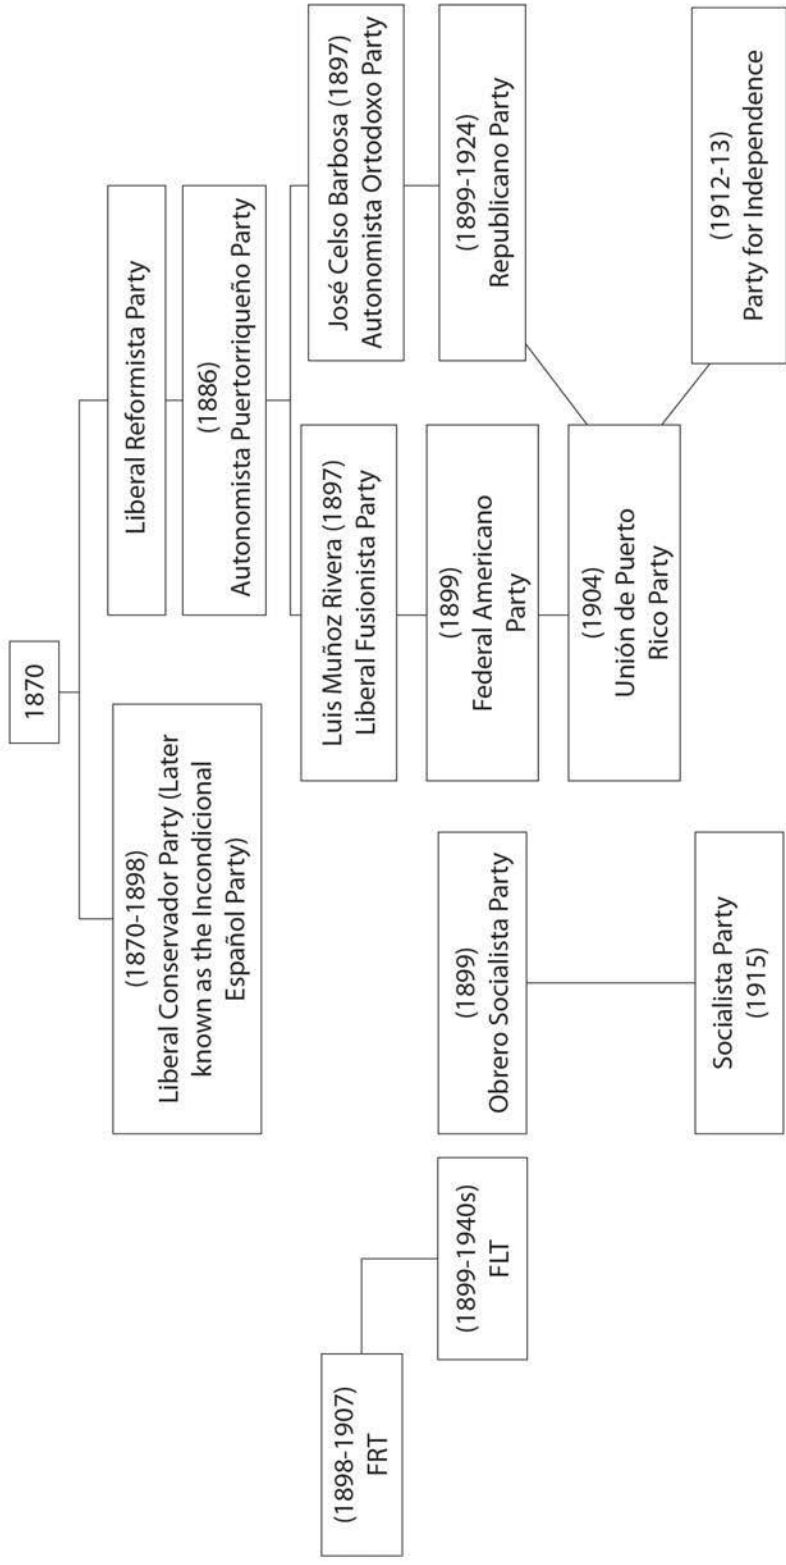 1870
(1870-1898)
Liberal Conservador Party (Later
known as the Incondicional
Español Party)
Liberal Reformista Party
(1886)
Autonomista Puertorriqueño Party
Luis Muñoz Rivera (1897)
Liberal Fusionista Party
José Celso Barbosa (1897)
Autonomista Ortodoxo Party
(1898-1907)
FRT
(1899-1940s)
FLT
(1899)
Obrero Socialista Party
(1899)
Federal Americano
Party
(1899-1924)
Republicano Party
(1904)
Unión de Puerto
Rico Party
Socialista Party
(1915)
(1912-13)
Party for Independence